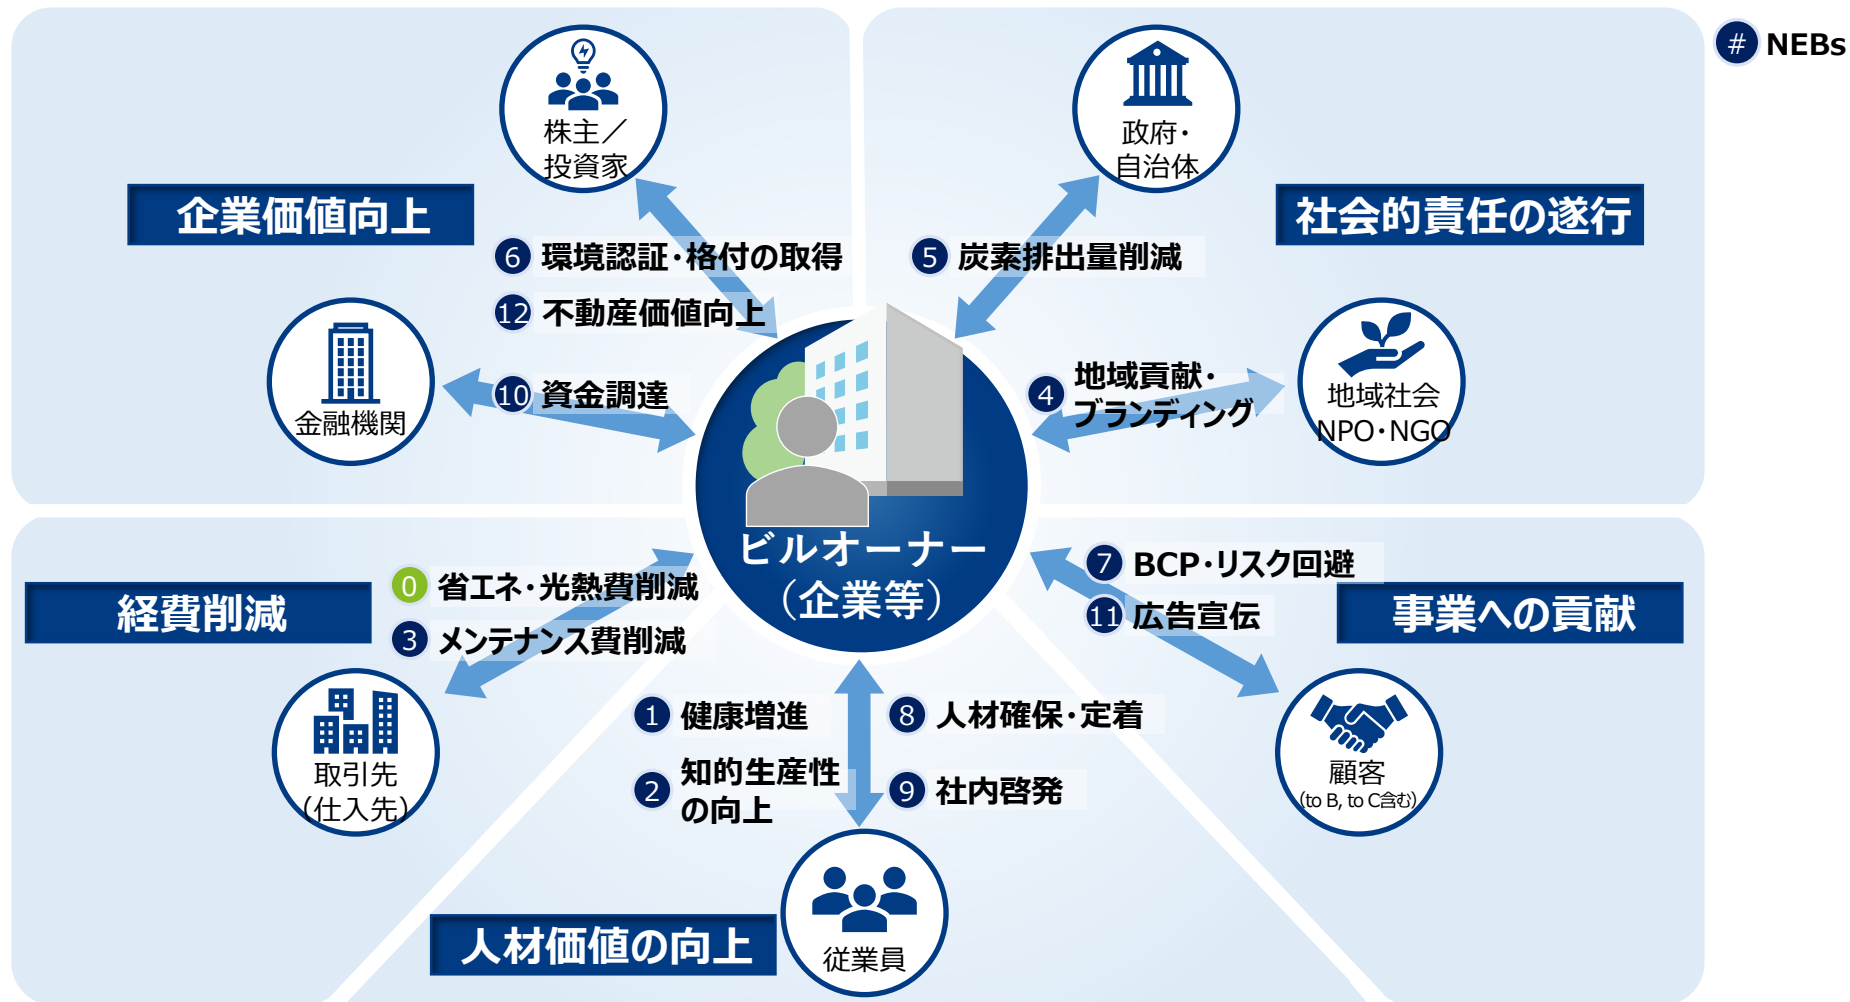 # NEBs
株主／
投資家
政府・
自治体
企業価値向上
社会的責任の遂行
6 環境認証・格付の取得
12 不動産価値向上
5 炭素排出量削減
金融機関
10 資金調達
4 地域貢献・
ブランディング
地域社会
NPO・NGO
ビルオーナー
（企業等）
経費削減
0 省エネ・光熱費削減
3 メンテナンス費削減
取引先
（仕入先）
7 BCP・リスク回避
11 広告宣伝
事業への貢献
顧客
（to B, to C含む）
1 健康増進
2 知的生産性
の向上
8 人材確保・定着
9 社内啓発
人材価値の向上
従業員